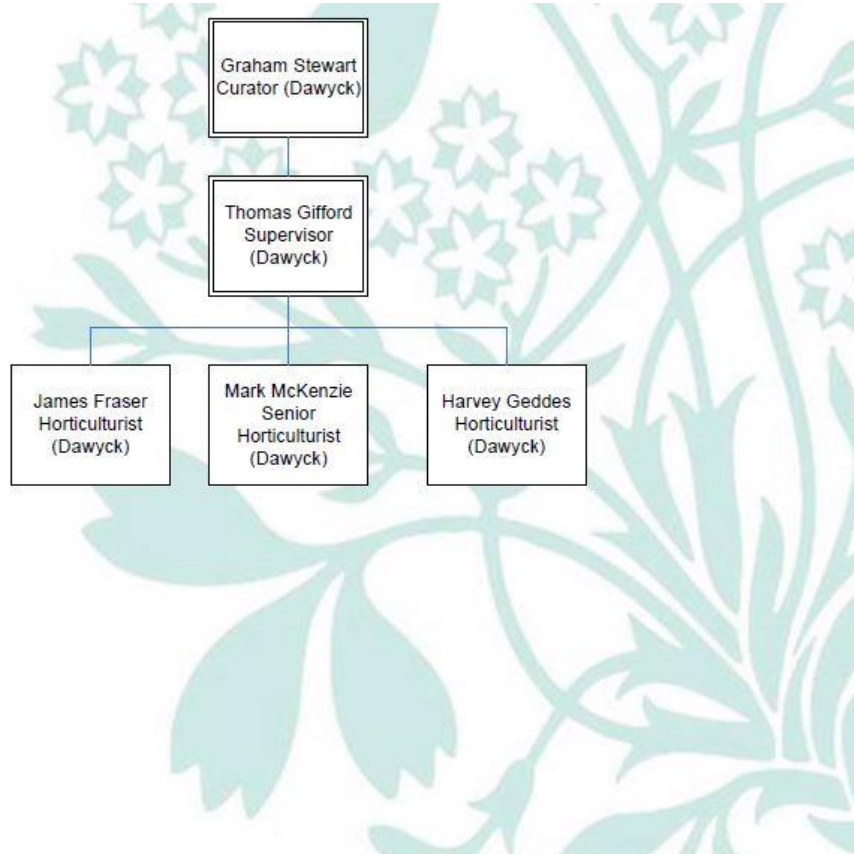 Graham Stewart
Curator (Dawyck)
Thomas Gifford
Supervisor
(Dawyck)
James Fraser
Horticulturist
(Dawyck)
Mark McKenzie
Senior
Horticulturist
(Dawyck)
Harvey Geddes
Horticulturist
(Dawyck)